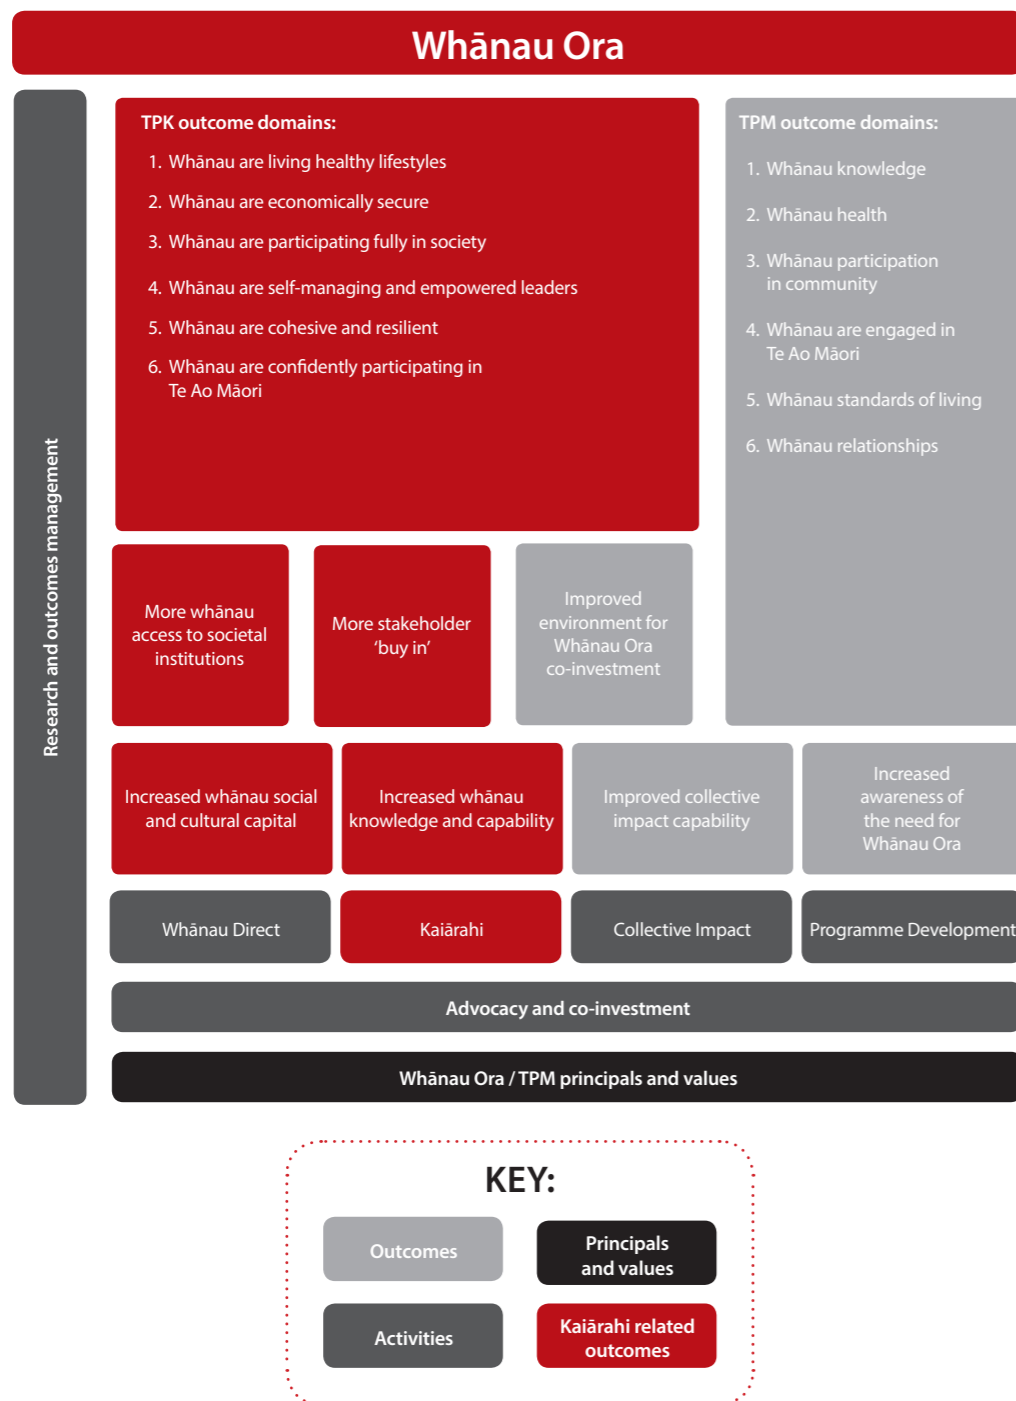 Whānau Ora
Research and outcomes management
TPK outcome domains:
1. Whānau are living healthy lifestyles
2. Whānau are economically secure
3. Whānau are participating fully in society
4. Whānau are self-managing and empowered leaders
5. Whānau are cohesive and resilient
6. Whānau are confidently participating in
Te Ao Māori
TPM outcome domains:
1. Whānau knowledge
2. Whānau health
3. Whānau participation
in community
4. Whānau are engaged in
Te Ao Māori
5. Whānau standards of living
6. Whānau relationships
More whānau
access to societal
institutions
More stakeholder
‘buy in’
Improved
environment for
Whānau Ora
co-investment
Increased whānau social
and cultural capital
Increased whānau
knowledge and capability
Improved collective
impact capability
Increased
awareness of
the need for
Whānau Ora
Whānau Direct
Kaiārahi
Collective Impact
Programme Development
Advocacy and co-investment
Whānau Ora / TPM principals and values
KEY:
Outcomes
Principals
and values
Activities
Kaiārahi related
outcomes